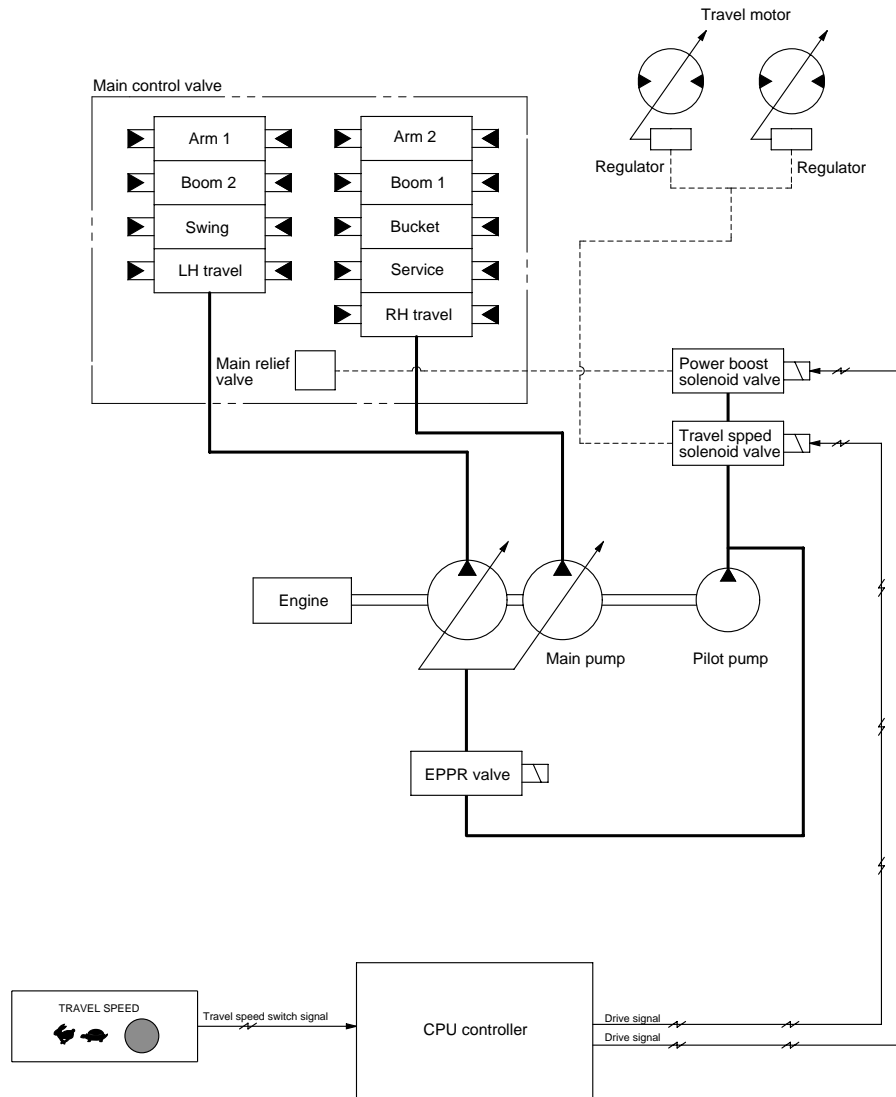 Travel motor
Main control valve
Arm 1
Boom 2
Swing
LH travel
Arm 2
Boom 1
Bucket
Service
RH travel
Regulator
Regulator
Main relief
valve
Power boost
solenoid valve
Travel spped
solenoid valve
Engine
Main pump
Pilot pump
EPPR valve
TRAVEL SPEED
Travel speed switch signal
CPU controller
Drive signal
Drive signal